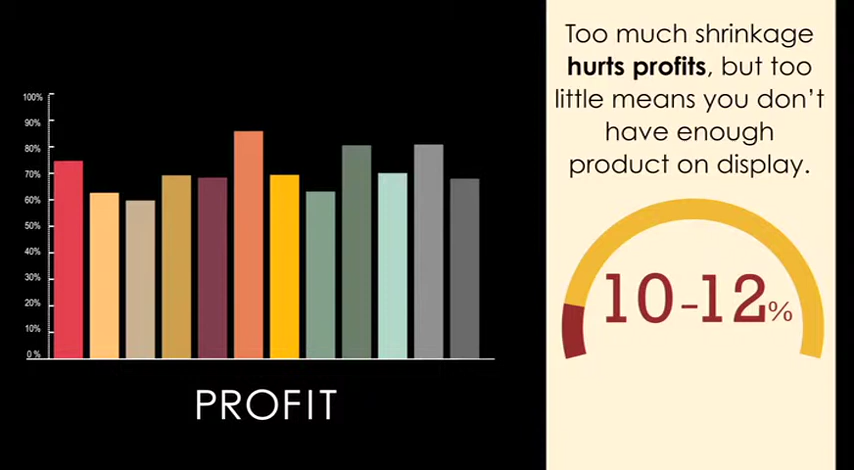 100%
90%
80%
70%
60%
50%
40%
30%
20%
10%
0 %
PROFIT
Too much shrinkage
hurts profits, but too
little means you don't
have enough
product on display.
10-12%